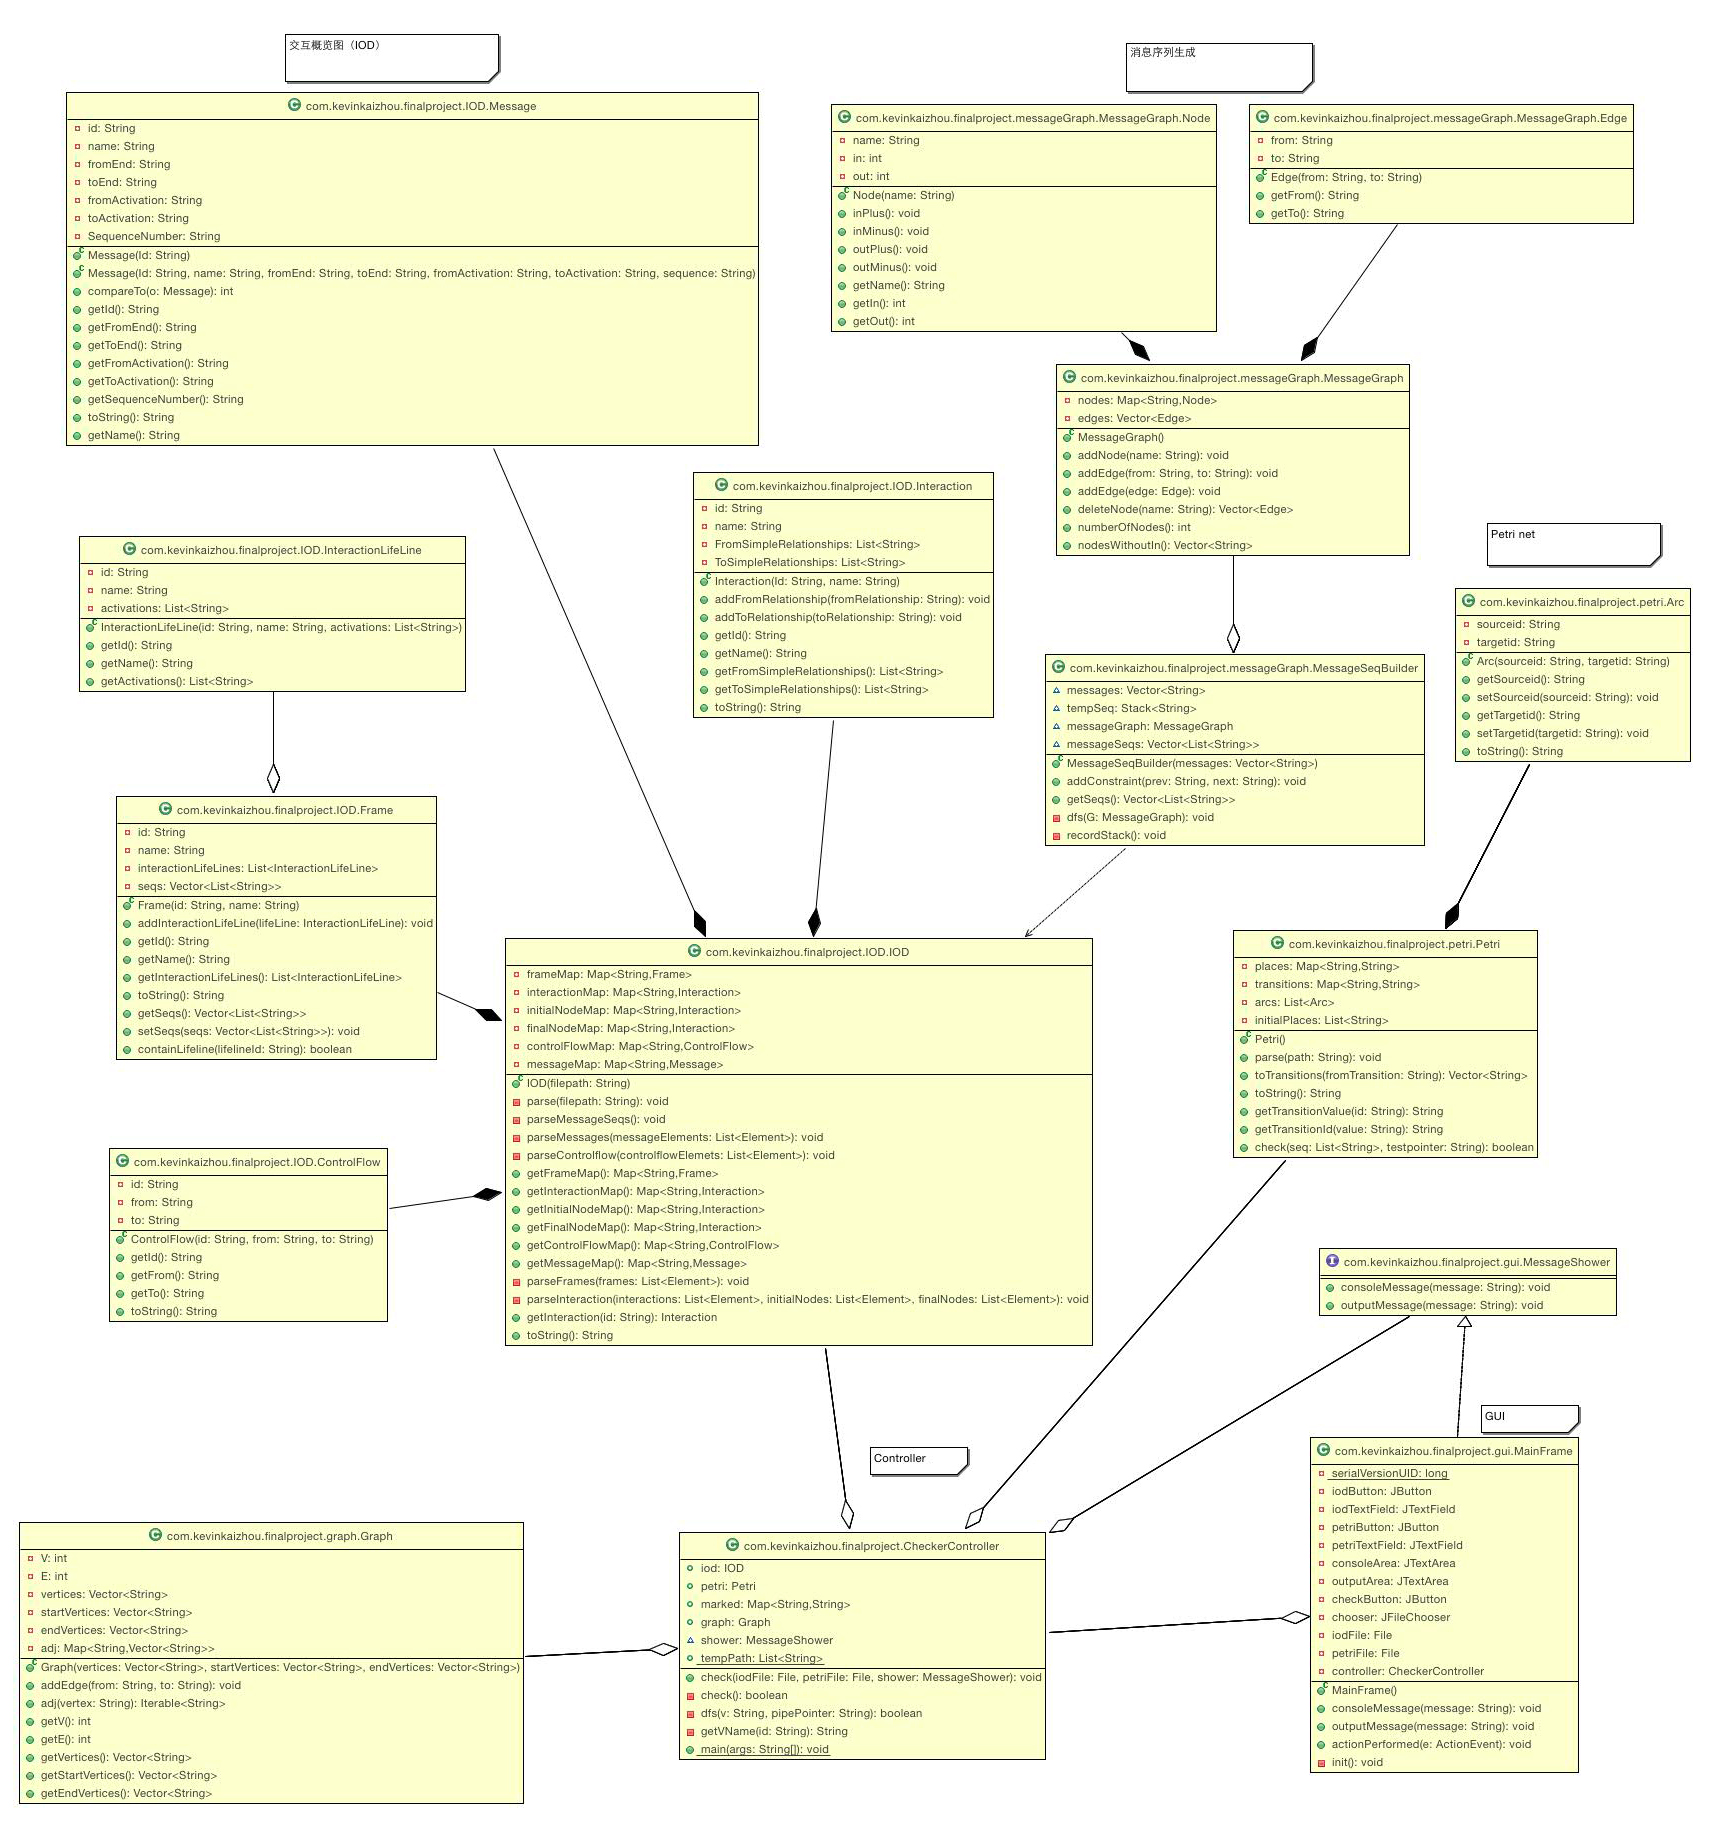 交互概览图（IOD）
com.kevinkaizhou.finalproject.IOD.Message
id: String
name: String
fromEnd: String
toEnd: String
fromActivation: String
toActivation: String
SequenceNumber: String
Message(Id: String)
Message(Id: String, name: String, fromEnd: String, toEnd: String, fromActivation: String, toActivation: String, sequence: String)
compareTo(o: Message): int
getId(): String
getFromEnd(): String
getToEnd(): String
getFromActivation(): String
getToActivation(): String
getSequenceNumber(): String
toString(): String
getName(): String
消息序列生成
com.kevinkaizhou.finalproject.messageGraph.MessageGraph.Node
name: String
in: int
out: int
Node(name: String)
inPlus(): void
inMinus(): void
outPlus(): void
outMinus(): void
getName(): String
getIn(): int
getOut(): int
com.kevinkaizhou.finalproject.messageGraph.MessageGraph.Edge
from: String
to: String
Edge(from: String, to: String)
getFrom(): String
getTo(): String
com.kevinkaizhou.finalproject.messageGraph.MessageGraph
nodes: Map<String,Node>
edges: Vector<Edge>
MessageGraph()
addNode(name: String): void
addEdge(from: String, to: String): void
addEdge(edge: Edge): void
deleteNode(name: String): Vector<Edge>
numberOfNodes(): int
nodesWithoutIn(): Vector<String>
com.kevinkaizhou.finalproject.IOD.Interaction
id: String
name: String
FromSimpleRelationships: List<String>
ToSimpleRelationships: List<String>
Interaction(Id: String, name: String)
addFromRelationship(fromRelationship: String): void
addToRelationship(toRelationship: String): void
getId(): String
getName(): String
getFromSimpleRelationships(): List<String>
getToSimpleRelationships(): List<String>
toString(): String
com.kevinkaizhou.finalproject.IOD.InteractionLifeLine
id: String
name: String
activations: List<String>
InteractionLifeLine(id: String, name: String, activations: List<String>)
getId(): String
getName(): String
getActivations(): List<String>
Petri net
com.kevinkaizhou.finalproject.petri.Arc
sourceid: String
targetid: String
Arc(sourceid: String, targetid: String)
getSourceid(): String
setSourceid(sourceid: String): void
getTargetid(): String
setTargetid(targetid: String): void
toString(): String
com.kevinkaizhou.finalproject.messageGraph.MessageSeqBuilder
messages: Vector<String>
tempSeq: Stack<String>
messageGraph: MessageGraph
messageSeqs: Vector<List<String>>
MessageSeqBuilder(messages: Vector<String>)
addConstraint(prev: String, next: String): void
getSeqs(): Vector<List<String>>
dfs(G: MessageGraph): void
recordStack(): void
com.kevinkaizhou.finalproject.IOD.Frame
id: String
name: String
interactionLifeLines: List<InteractionLifeLine>
seqs: Vector<List<String>>
Frame(id: String, name: String)
addInteractionLifeLine(lifeLine: InteractionLifeLine): void
getId(): String
getName(): String
getInteractionLifeLines(): List<InteractionLifeLine>
toString(): String
getSeqs(): Vector<List<String>>
setSeqs(seqs: Vector<List<String>>): void
containLifeline(lifelineId: String): boolean
com.kevinkaizhou.finalproject.IOD.IOD
frameMap: Map<String,Frame>
interactionMap: Map<String,Interaction>
initialNodeMap: Map<String,Interaction>
finalNodeMap: Map<String,Interaction>
controlFlowMap: Map<String,ControlFlow>
messageMap: Map<String,Message>
IOD(filepath: String)
parse(filepath: String): void
parseMessageSeqs(): void
parseMessages(messageElements: List<Element>): void
parseControlflow(controlflowElemets: List<Element>): void
getFrameMap(): Map<String,Frame>
getInteractionMap(): Map<String,Interaction>
getInitialNodeMap(): Map<String,Interaction>
getFinalNodeMap(): Map<String,Interaction>
getControlFlowMap(): Map<String,ControlFlow>
getMessageMap(): Map<String,Message>
parseFrames(frames: List<Element>): void
parseInteraction(interactions: List<Element>, initialNodes: List<Element>, finalNodes: List<Element>): void
getInteraction(id: String): Interaction
toString(): String
com.kevinkaizhou.finalproject.petri.Petri
places: Map<String,String>
transitions: Map<String,String>
arcs: List<Arc>
initialPlaces: List<String>
Petri()
parse(path: String): void
toTransitions(fromTransition: String): Vector<String>
toString(): String
getTransitionValue(id: String): String
getTransitionId(value: String): String
check(seq: List<String>, testpointer: String): boolean
com.kevinkaizhou.finalproject.IOD.ControlFlow
id: String
from: String
to: String
ControlFlow(id: String, from: String, to: String)
getId(): String
getFrom(): String
getTo(): String
toString(): String
com.kevinkaizhou.finalproject.gui.MessageShower
consoleMessage(message: String): void
outputMessage(message: String): void
GUI
com.kevinkaizhou.finalproject.gui.MainFrame
serialVersionUID: long
iodButton: JButton
iodTextField: JTextField
petriButton: JButton
petriTextField: JTextField
consoleArea: JTextArea
outputArea: JTextArea
checkButton: JButton
chooser: JFileChooser
iodFile: File
petriFile: File
controller: CheckerController
MainFrame()
consoleMessage(message: String): void
outputMessage(message: String): void
actionPerformed(e: ActionEvent): void
init(): void
Controller
com.kevinkaizhou.finalproject.CheckerController
iod: IOD
petri: Petri
marked: Map<String,String>
graph: Graph
shower: MessageShower
tempPath: List<String>
check(iodFile: File, petriFile: File, shower: MessageShower): void
check(): boolean
dfs(v: String, pipePointer: String): boolean
getVName(id: String): String
main(args: String[]): void
com.kevinkaizhou.finalproject.graph.Graph
V: int
E: int
vertices: Vector<String>
startVertices: Vector<String>
endVertices: Vector<String>
adj: Map<String,Vector<String>>
Graph(vertices: Vector<String>, startVertices: Vector<String>, endVertices: Vector<String>)
addEdge(from: String, to: String): void
adj(vertex: String): Iterable<String>
getV(): int
getE(): int
getVertices(): Vector<String>
getStartVertices(): Vector<String>
getEndVertices(): Vector<String>